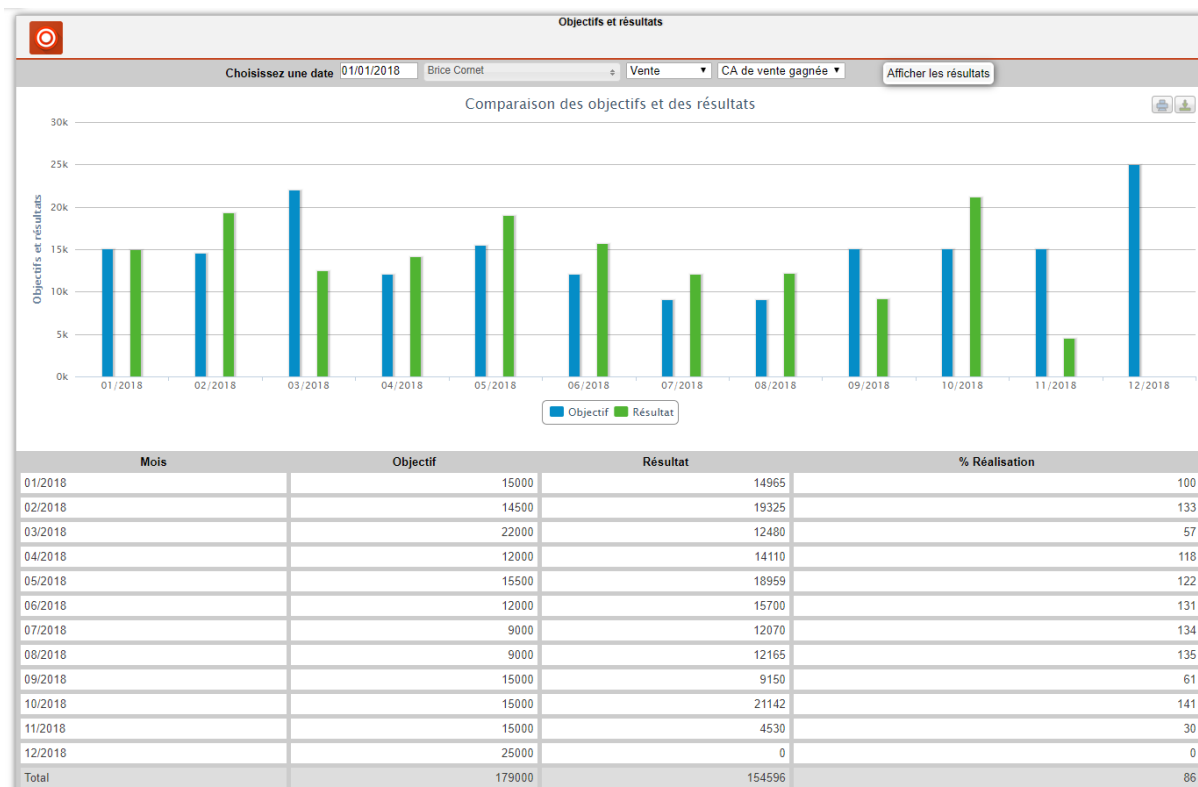 Objectifs et résultats
Choisissez une date 01/01/2018 Brice Cornet Vente CA de vente gagnée Afficher les résultats
Comparaison des objectifs et des résultats
Objectifs et résultats
30k
25k
20k
15k
10k
5k
0k
01/2018 02/2018 03/2018 04/2018 05/2018 06/2018 07/2018 08/2018 09/2018 10/2018 11/2018 12/2018
Objectif Résultat
Mois Objectif Résultat % Réalisation
01/2018 15000 14965 100
02/2018 14500 19325 133
03/2018 22000 12480 57
04/2018 12000 14110 118
05/2018 15500 18959 122
06/2018 12000 15700 131
07/2018 9000 12070 134
08/2018 9000 12165 135
09/2018 15000 9150 61
10/2018 15000 21142 141
11/2018 15000 4530 30
12/2018 25000 0 0
Total 179000 154596 86